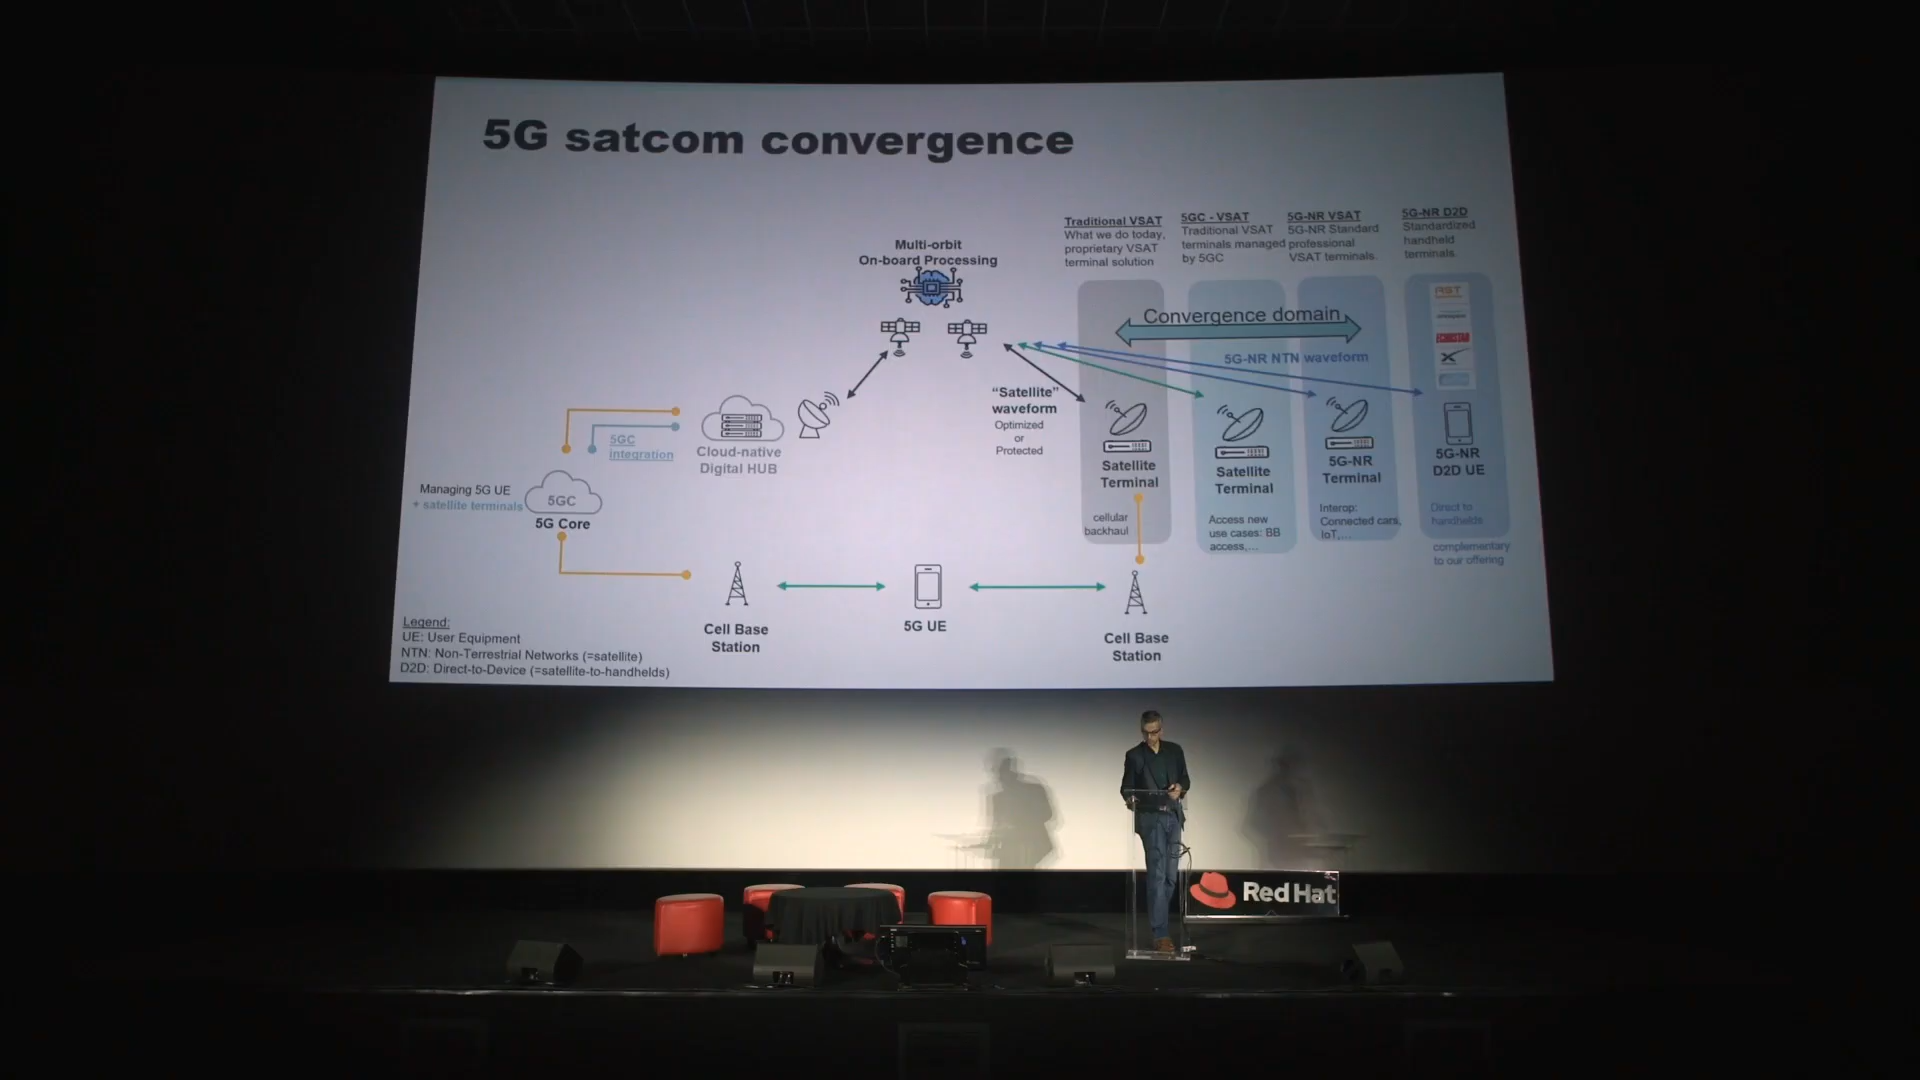 5G satcom convergence
Traditional VSAT
What we do today,
proprietary VSAT
terminal solution
5GC - VSAT
Traditional VSAT
terminals managed
by 5GC
5G-NR VSAT
5G-NR Standard
professional
VSAT terminals.
5G-NR D2D
Standardized
handheld
terminals.
Multi-orbit
On-board Processing
Convergence domain
5G-NR NTN waveform
ECHOSTAR
"Satellite"
waveform
Optimized
or
Protected
5GC
integration
Cloud-native
Digital HUB
Managing 5G UE
+ satellite terminals
5GC
5G Core
Satellite
Terminal
cellular
backhaul
Satellite
Terminal
Access new
use cases: BB
access,...
5G-NR
Terminal
Interop:
Connected cars,
IoT,...
5G-NR
D2D UE
Direct to
handhelds
complementary
to our offering
Cell Base
Station
5G UE
Cell Base
Station
Legend:
UE: User Equipment
NTN: Non-Terrestrial Networks (=satellite)
D2D: Direct-to-Device (=satellite-to-handhelds)
Red Hat